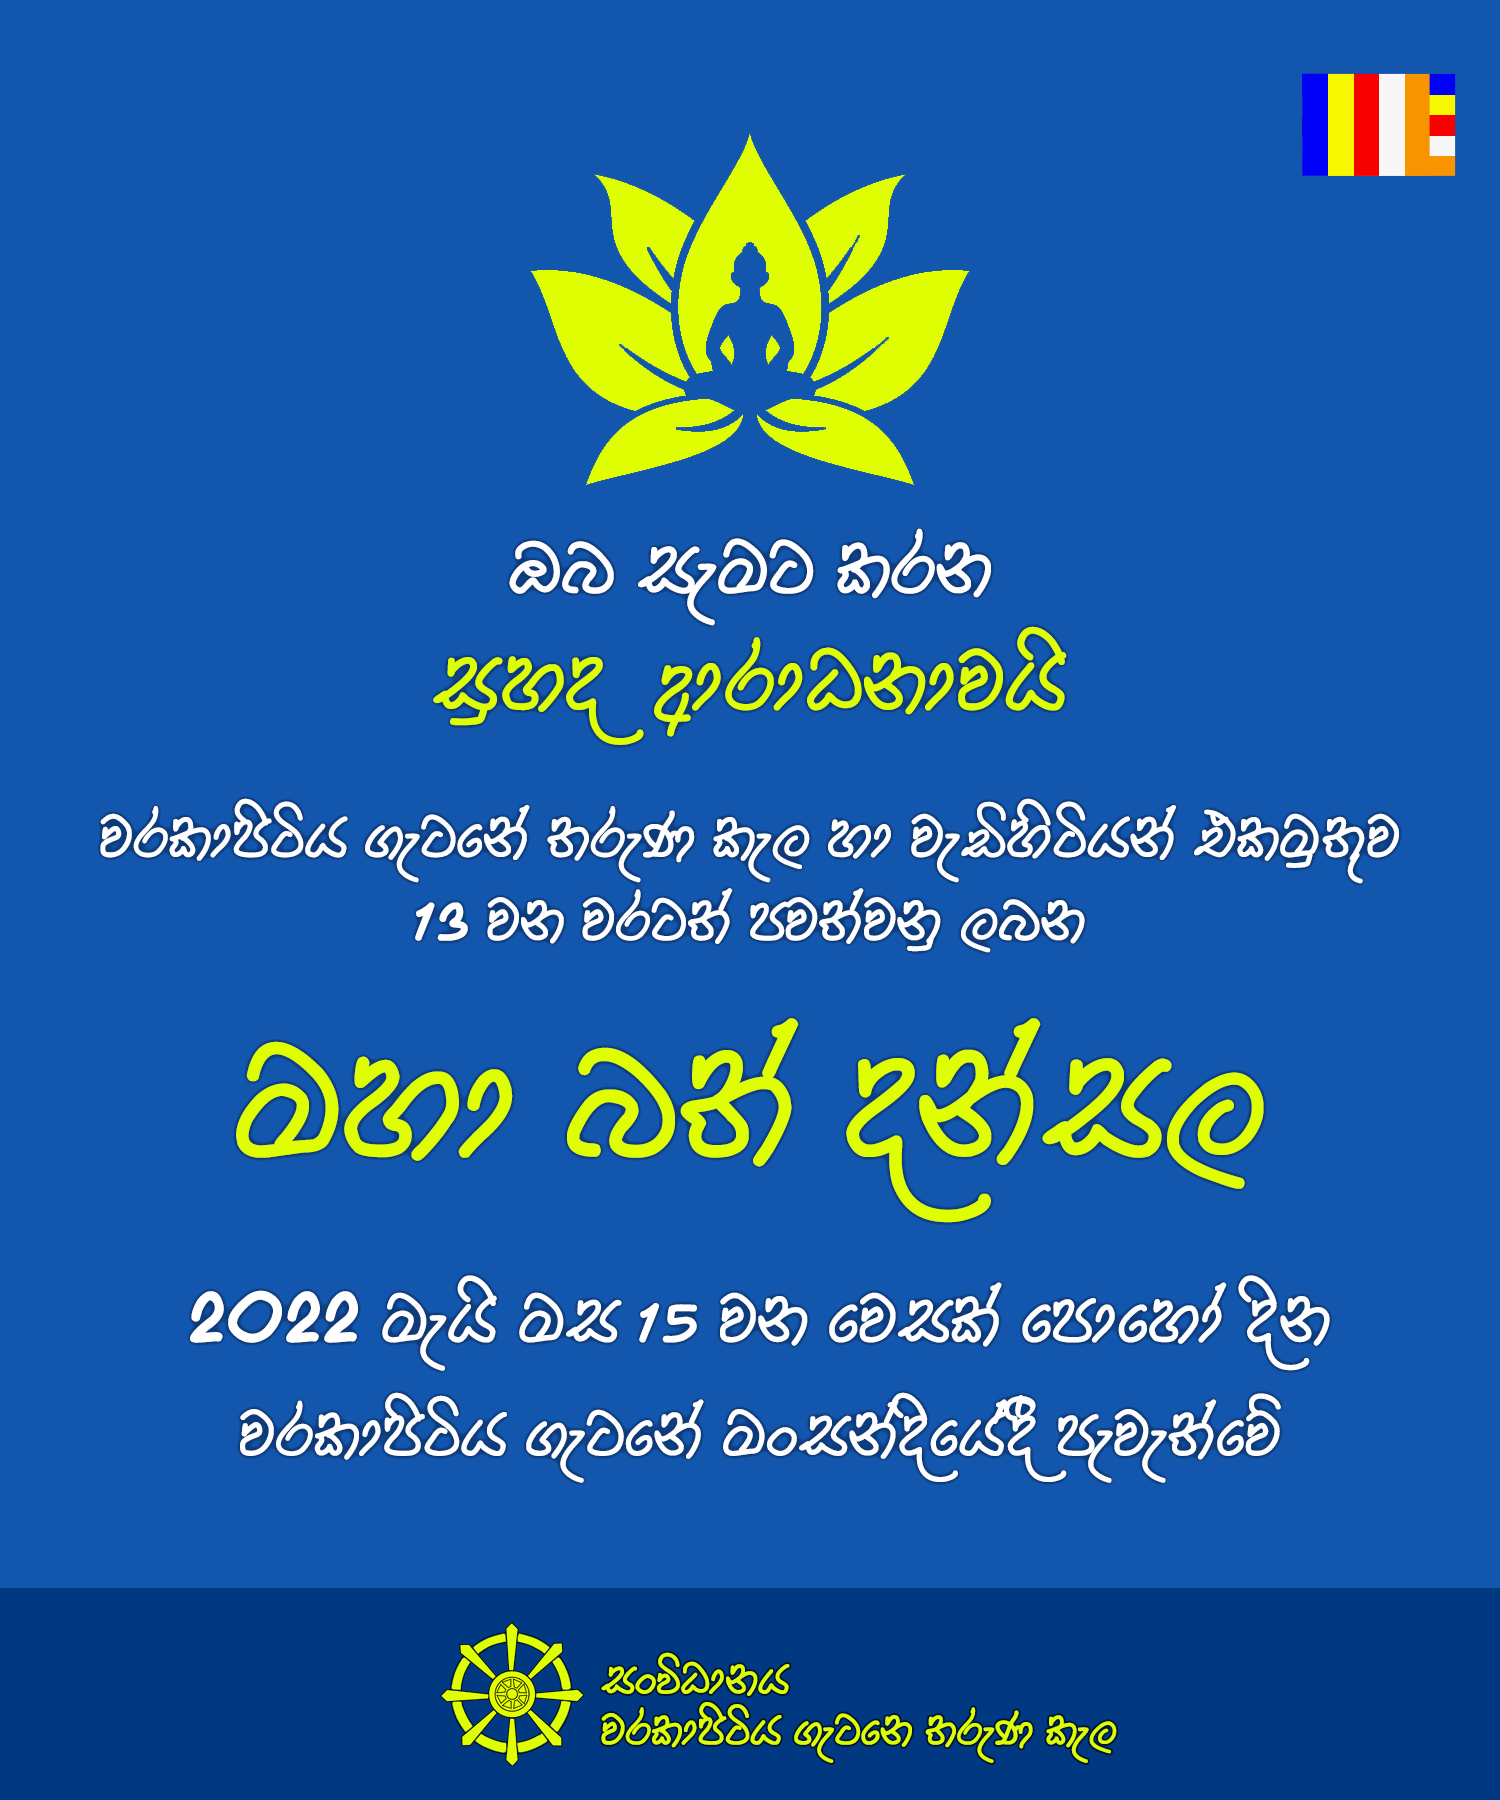 ඔබ සැමට කරන
සුහද ආරාධනාවයි
වරකාපිටිය ගැටනේ තරුණ කැල හා වැඩිහිටියන් එකමුතුව
13 වන වරටත් පවත්වනු ලබන
මහා බත් දන්සල
2022 මැයි මස 15 වන වෙසක් පොහෝ දින
වරකාපිටිය ගැටනේ මංසන්දියේදී පැවැත්වේ
සංවිධානය
වරකාපිටිය ගැටනෙ තරුණ කැල